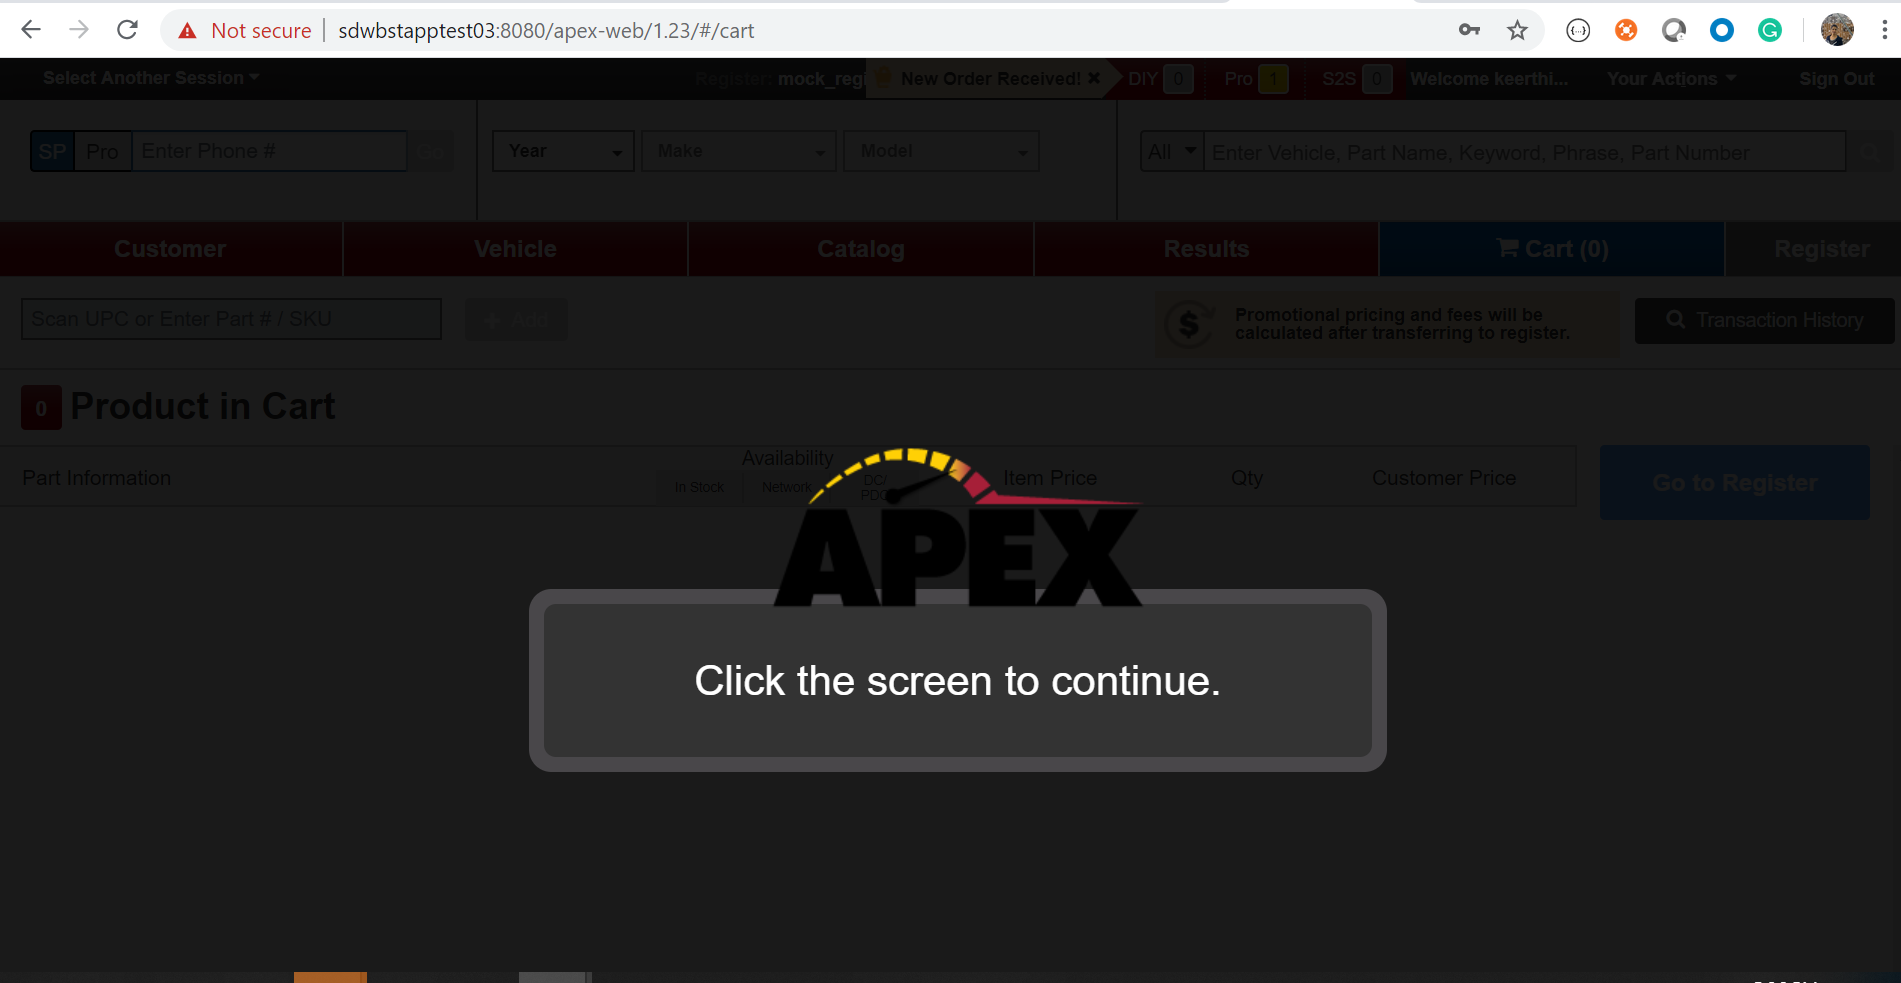 Not secure
sdwbstapptest03:8080/apex-web/1.23/#/cart
Select Another Session
Register: mock_regi
New Order Received!
DIY 0
Pro 1
S2S 0
Welcome keerthi...
Your Actions
Sign Out
SP
Pro
Enter Phone #
Go
Year
Make
Model
All
Enter Vehicle, Part Name, Keyword, Phrase, Part Number
Customer
Vehicle
Catalog
Results
Cart (0)
Register
Scan UPC or Enter Part # / SKU
Add
Promotional pricing and fees will be
calculated after transferring to register.
Transaction History
0 Product in Cart
Part Information
Availability
In Stock
Network
DC/
PDC
Item Price
Qty
Customer Price
Go to Register
APEX
Click the screen to continue.